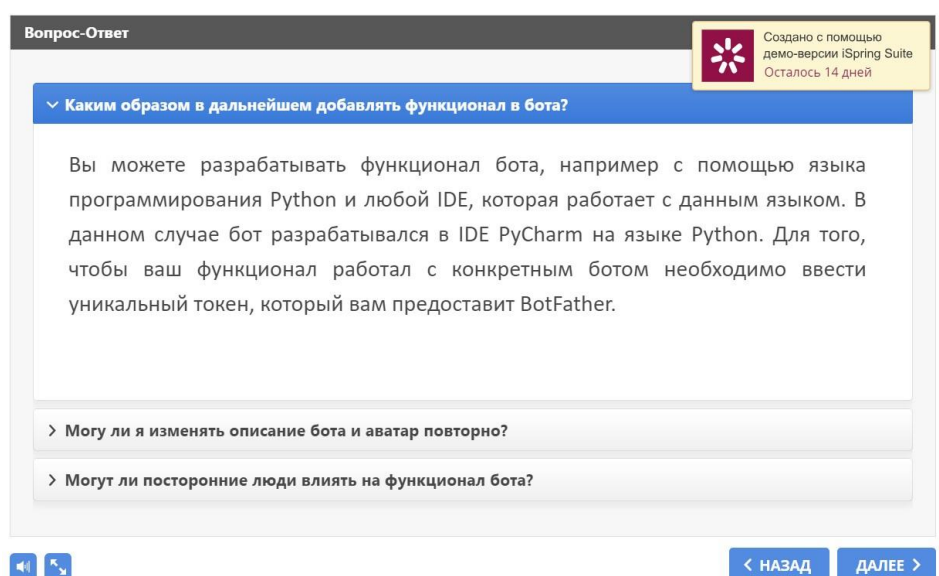 Вопрос-Ответ
Создано с помощью
демо-версии iSpring Suite
Осталось 14 дней
Каким образом в дальнейшем добавлять функционал в бота?
Вы можете разрабатывать функционал бота, например с помощью языка
программирования Python и любой IDE, которая работает с данным языком. В
данном случае бот разрабатывался в IDE PyCharm на языке Python. Для того,
чтобы ваш функционал работал с конкретным ботом необходимо ввести
уникальный токен, который вам предоставит BotFather.
Могу ли я изменять описание бота и аватар повторно?
Могут ли посторонние люди влиять на функционал бота?
НАЗАД
ДАЛЕЕ